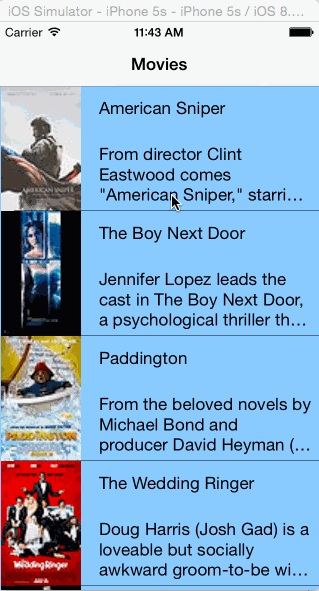 iOS Simulator - iPhone 5s - iPhone 5s / iOS 8....
Carrier 11:43 AM
Movies
American Sniper
From director Clint
Eastwood comes
"American Sniper," starri...
AMERICAN SNIPER
The Boy Next Door
Jennifer Lopez leads the
cast in The Boy Next Door,
a psychological thriller th...
Paddington
From the beloved novels by
Michael Bond and
producer David Heyman (...
PADDINGTON
The Wedding Ringer
Doug Harris (Josh Gad) is a
loveable but socially
awkward groom-to-be wi...
Wedding Ringer